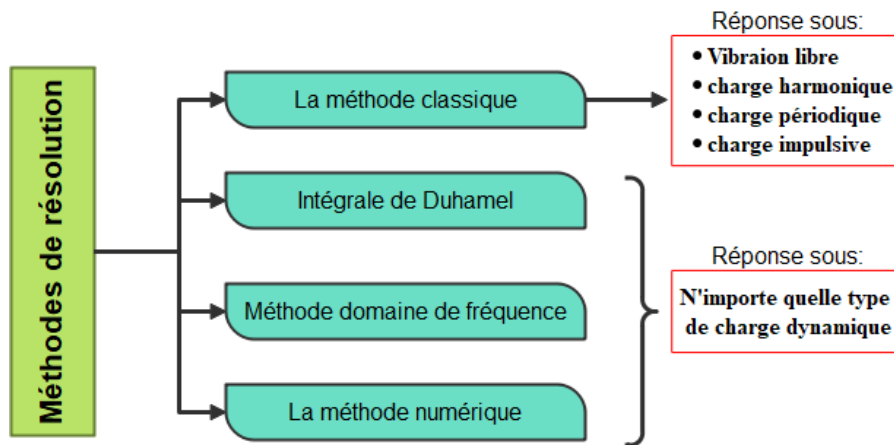 Méthodes de résolution
La méthode classique
Réponse sous:
• Vibraion libre
• charge harmonique
• charge périodique
• charge impulsive
Intégrale de Duhamel
Méthode domaine de fréquence
La méthode numérique
Réponse sous:
N'importe quelle type
de charge dynamique